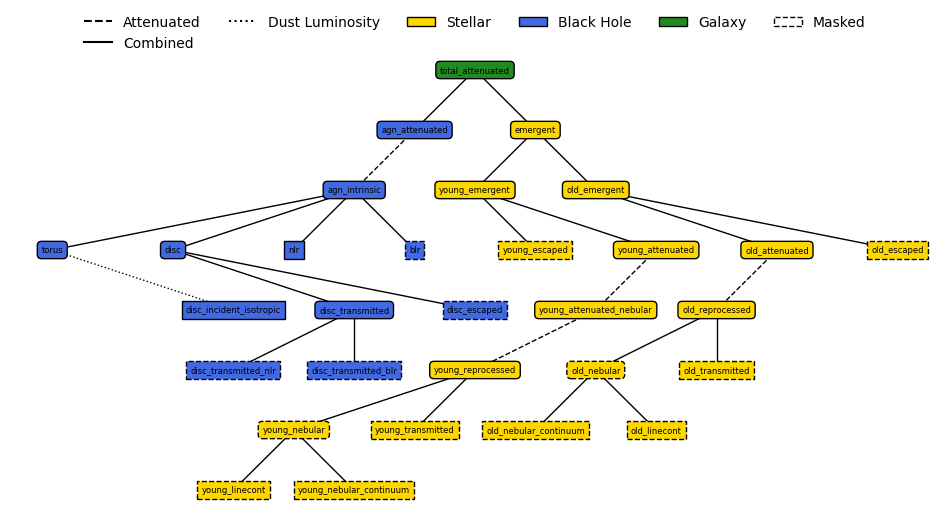 Attenuated Dust Luminosity Stellar Black Hole Galaxy Masked
Combined
total_attenuated
agn_attenuated emergent
agn_intrinsic young_emergent old_emergent
torus disc nlr blr young_escaped young_attenuated old_attenuated old_escaped
disc_incident_isotropic disc_transmitted disc_escaped young_attenuated_nebular old_reprocessed
disc_transmitted_nlr disc_transmitted_blr young_reprocessed old_nebular old_transmitted
young_nebular young_transmitted old_nebular_continuum old_linecont
young_linecont young_nebular_continuum